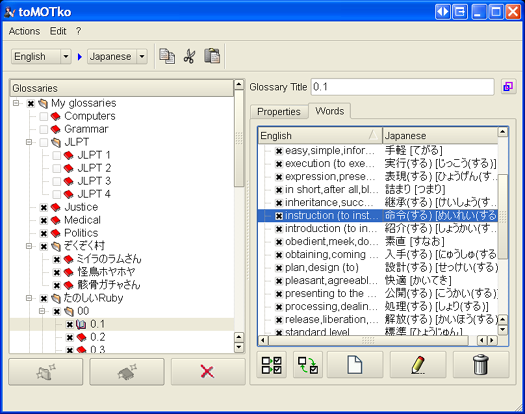 toMOTko
Actions Edit ?
English Japanese
Glossaries
My glossaries
Computers
Grammar
JLPT
JLPT 1
JLPT 2
JLPT 3
JLPT 4
Justice
Medical
Politics
ぞくぞく村
ミイラのラムさん
怪鳥ホヤホヤ
骸骨ガチャさん
たのしいRuby
00
0.1
0.2
0.3
Glossary Title 0.1
Properties Words
English Japanese
easy,simple,infor... 手軽 [てがる]
execution (to exe... 実行(する) [じっこう(する)]
expression,prese... 表現(する) [ひょうげん(す
in short,after all,bl... 詰まり [つまり]
inheritance,succ... 継承(する) [けいしょう(す
instruction (to inst... 命令(する) [めいれい(する
introduction (to in... 紹介(する) [しょうかい(す
obedient,meek,do... 素直 [すなお]
obtaining,coming ... 入手(する) [にゅうしゅ(す
plan,design (to) 設計(する) [せっけい(する
pleasant,agreeabl... 快適 [かいてき]
presenting to the ... 公開(する) [こうかい(する
processing,dealin... 処理(する) [しょり(する)]
release,liberation,... 解放(する) [かいほう(する
standard level 標準 [ひょうじゅん]